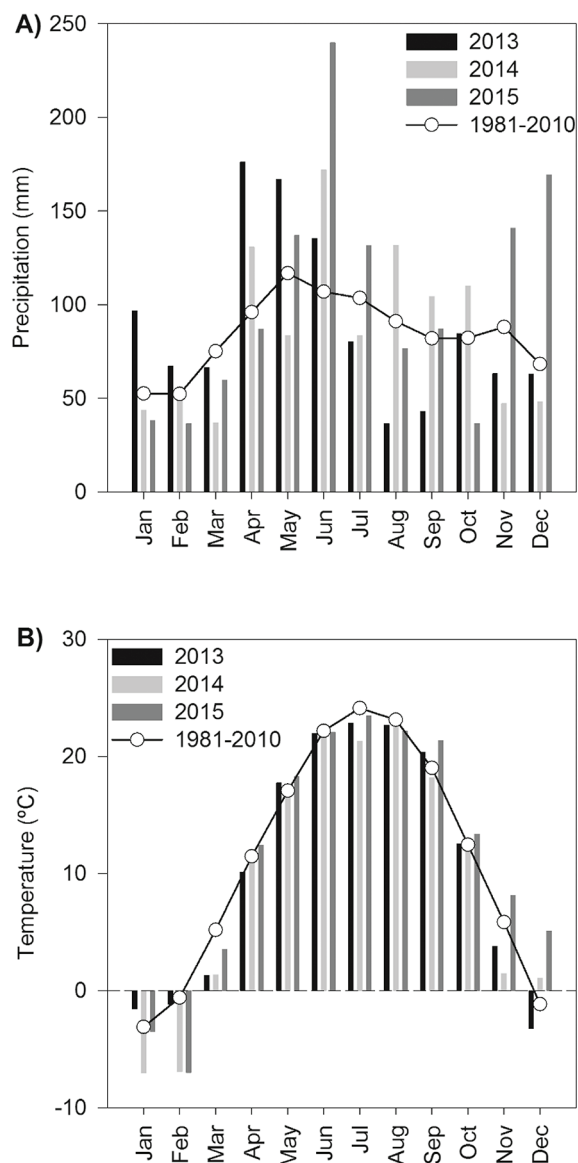 A)
250
200
150
100
50
0
Precipitation (mm)
2013
2014
2015
1981-2010
Jan
Feb
Mar
Apr
May
Jun
Jul
Aug
Sep
Oct
Nov
Dec
B)
30
20
10
0
-10
Temperature (ºC)
2013
2014
2015
1981-2010
Jan
Feb
Mar
Apr
May
Jun
Jul
Aug
Sep
Oct
Nov
Dec